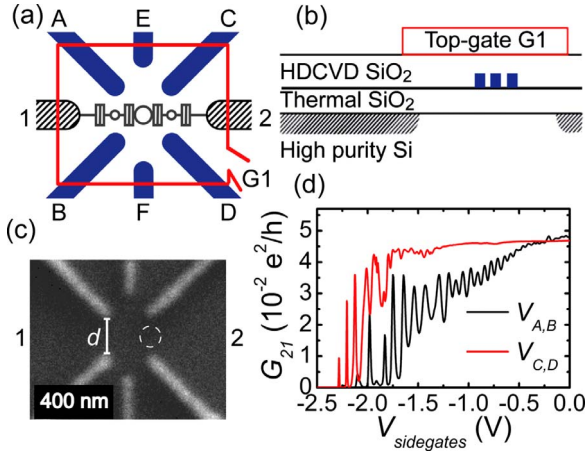 (a)
A
E
C
1
2
G1
B
F
D
(b)
Top-gate G1
HDCVD SiO2
Thermal SiO2
High purity Si
(c)
1
d
2
400 nm
(d)
G21 (10-2 e2/h)
5
4
3
2
1
0
VA,B
VC,D
-2.5 -2.0 -1.5 -1.0 -0.5 0.0
Vsidegates (V)